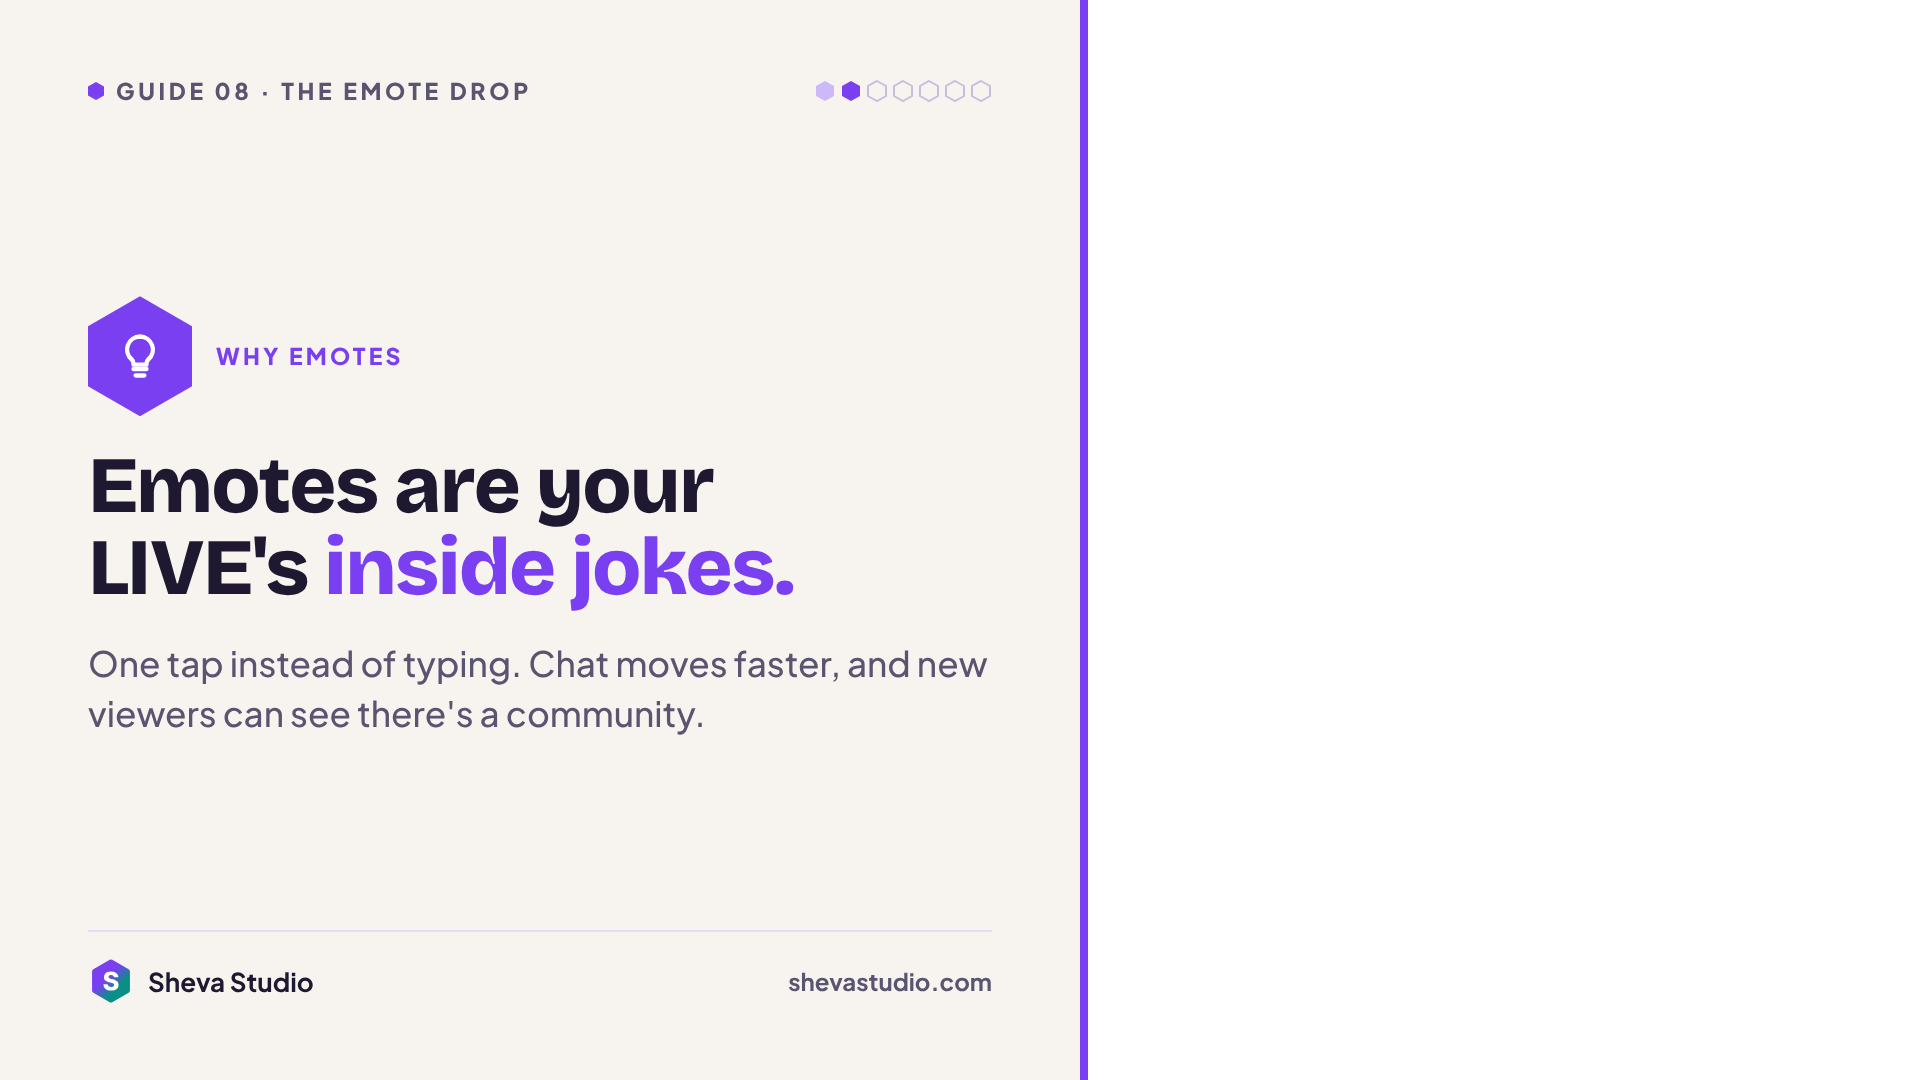 GUIDE 08 · THE EMOTE DROP
WHY EMOTES
Emotes are your
LIVE's inside jokes.
One tap instead of typing. Chat moves faster, and new
viewers can see there's a community.
S Sheva Studio
shevastudio.com